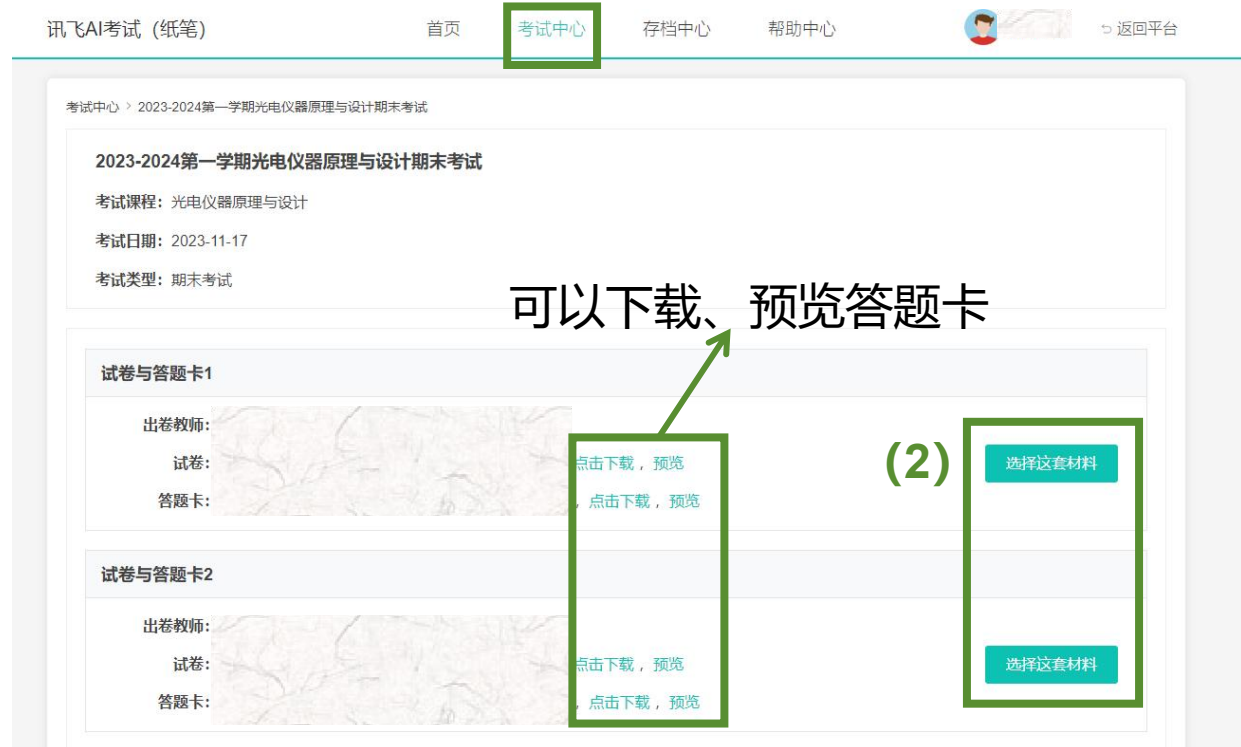 讯飞AI考试（纸笔） 首页 考试中心 存档中心 帮助中心 返回平台
考试中心 > 2023-2024第一学期光电仪器原理与设计期末考试
2023-2024第一学期光电仪器原理与设计期末考试
考试课程：光电仪器原理与设计
考试日期：2023-11-17
考试类型：期末考试
可以下载、预览答题卡
试卷与答题卡1
出卷教师:
试卷: 点击下载，预览 (2) 选择这套材料
答题卡: ，点击下载，预览
试卷与答题卡2
出卷教师:
试卷: 点击下载，预览 选择这套材料
答题卡: ，点击下载，预览